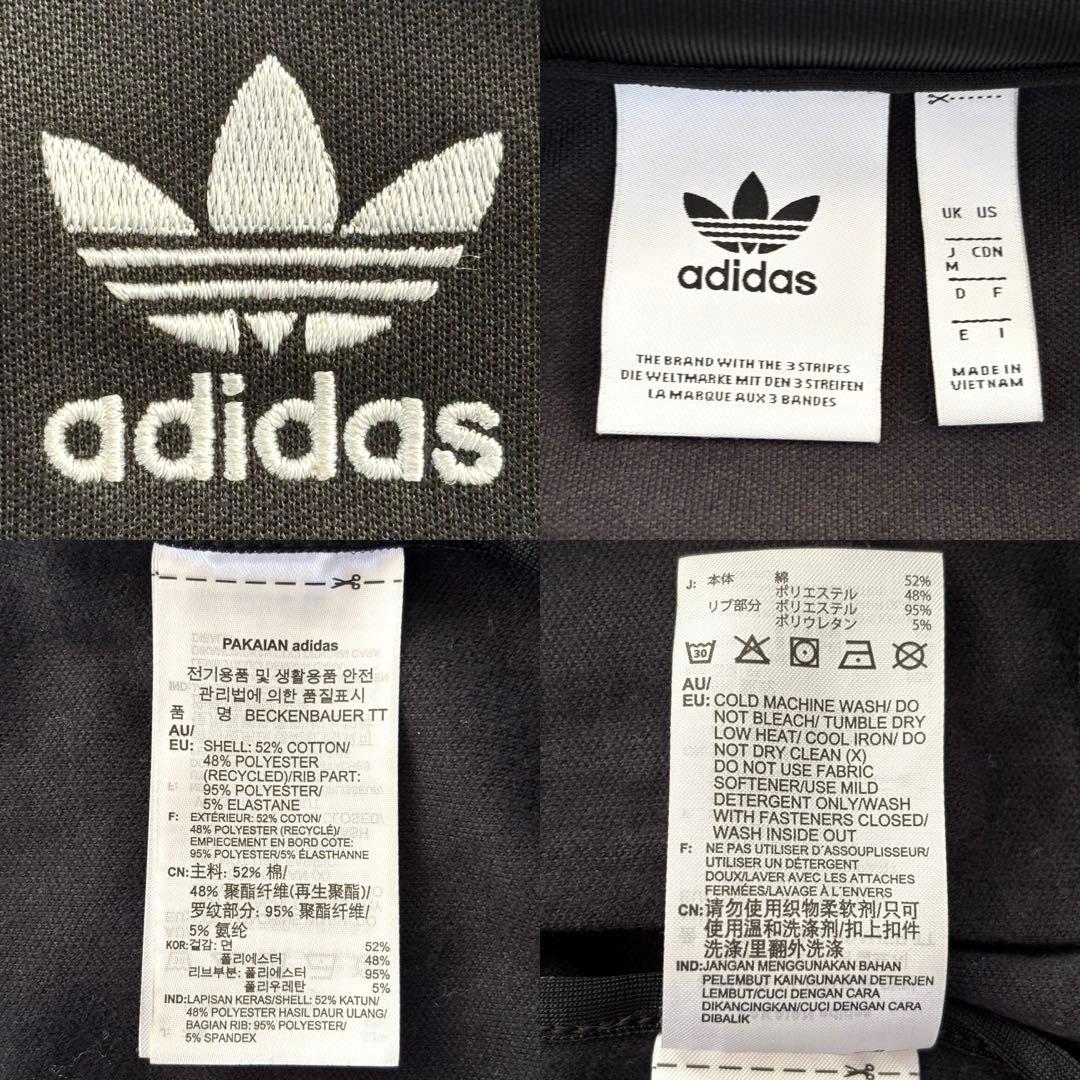 adidas
adidas
THE BRAND WITH THE 3 STRIPES
DIE WELTMARKE MIT DEN 3 STREIFEN
LA MARQUE AUX 3 BANDES
UK US
J CDN
M
D F
E I
MADE IN
VIETNAM
PAKAIAN adidas
전기용품 및 생활용품 안전
관리법에 의한 품질표시
품 명 BECKENBAUER TT
AU/
EU: SHELL: 52% COTTON/
48% POLYESTER
(RECYCLED)/RIB PART:
95% POLYESTER/
5% ELASTANE
F: EXTÉRIEUR: 52% COTON/
48% POLYESTER (RECYCLÉ)/
EMPIECEMENT EN BORD CÔTE:
95% POLYESTER/5% ÉLASTHANNE
CN:主料: 52% 棉/
48% 聚酯纤维(再生聚酯)/
罗纹部分: 95% 聚酯纤维/
5% 氨纶
KOR:겉감: 면 52%
폴리에스터 48%
리브부분: 폴리에스터 95%
폴리우레탄 5%
IND:LAPISAN KERAS/SHELL: 52% KATUN/
48% POLYESTER HASIL DAUR ULANG/
BAGIAN RIB: 95% POLYESTER/
5% SPANDEX
J: 本体 綿 52%
ポリエステル 48%
リブ部分 ポリエステル 95%
ポリウレタン 5%
30
AU/
EU: COLD MACHINE WASH/ DO
NOT BLEACH/ TUMBLE DRY
LOW HEAT/ COOL IRON/ DO
NOT DRY CLEAN (X)
DO NOT USE FABRIC
SOFTENER/USE MILD
DETERGENT ONLY/WASH
WITH FASTENERS CLOSED/
WASH INSIDE OUT
F: NE PAS UTILISER D'ASSOUPLISSEUR/
UTILISER UN DÉTERGENT
DOUX/LAVER AVEC LES ATTACHES
FERMÉES/LAVAGE À L'ENVERS
CN:请勿使用织物柔软剂/只可
使用温和洗涤剂/扣上扣件
洗涤/里翻外洗涤
IND:JANGAN MENGGUNAKAN BAHAN
PELEMBUT KAIN/GUNAKAN DETERJEN
LEMBUT/CUCI DENGAN CARA
DIKANCINGKAN/CUCI DENGAN CARA
DIBALIK